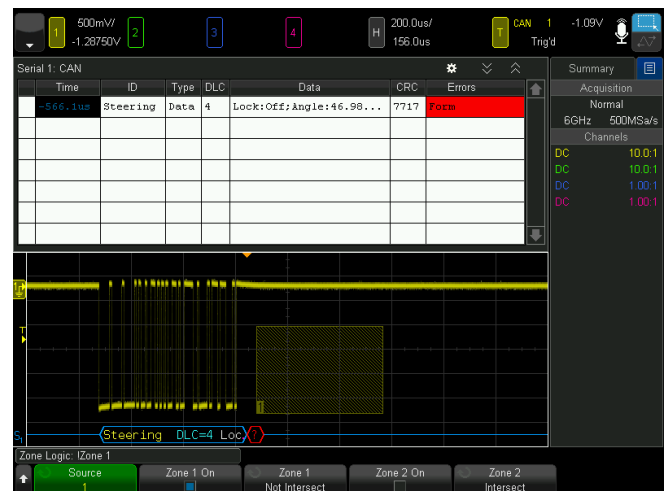 1 500mV/ -1.28750V 2 3 4 H 200.0us/ 156.0us T CAN 1 -1.09V Trig'd
Serial 1: CAN
Time ID Type DLC Data CRC Errors
-566.1us Steering Data 4 Lock:Off;Angle:46.98... 7717 Form
Summary
Acquisition
Normal
6GHz 500MSa/s
Channels
DC 10.0:1
DC 10.0:1
DC 1.00:1
DC 1.00:1
T
1
S1 Steering DLC=4 Loc ?
Zone Logic: !Zone 1
Source 1
Zone 1 On
Zone 1 Not Intersect
Zone 2 On
Zone 2 Intersect